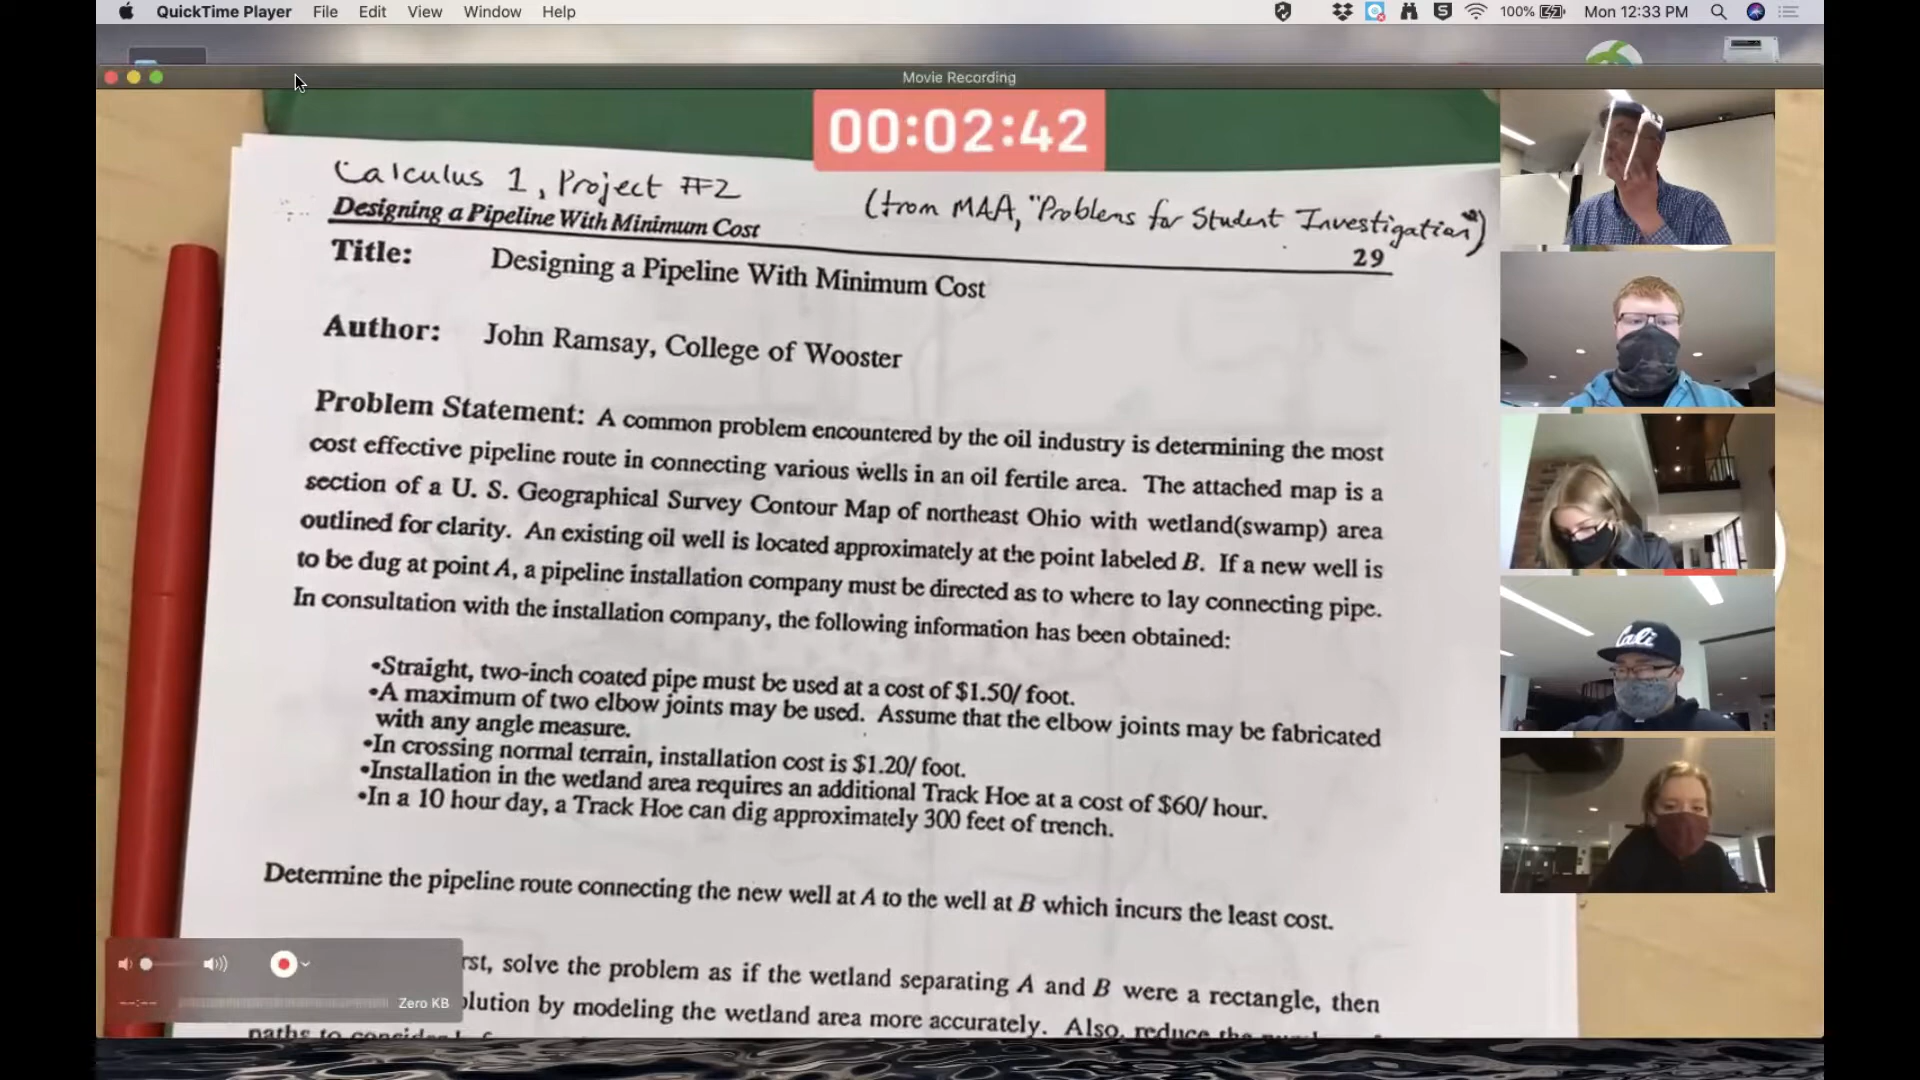 QuickTime Player File Edit View Window Help 100% Mon 12:33 PM
Movie Recording
00:02:42
Calculus 1, Project #2
(from MAA, "Problems for Student Investigation")
Designing a Pipeline With Minimum Cost
29
Title: Designing a Pipeline With Minimum Cost
Author: John Ramsay, College of Wooster
Problem Statement: A common problem encountered by the oil industry is determining the most
cost effective pipeline route in connecting various wells in an oil fertile area. The attached map is a
section of a U. S. Geographical Survey Contour Map of northeast Ohio with wetland(swamp) area
outlined for clarity. An existing oil well is located approximately at the point labeled B. If a new well is
to be dug at point A, a pipeline installation company must be directed as to where to lay connecting pipe.
In consultation with the installation company, the following information has been obtained:
•Straight, two-inch coated pipe must be used at a cost of $1.50/ foot.
•A maximum of two elbow joints may be used. Assume that the elbow joints may be fabricated
with any angle measure.
•In crossing normal terrain, installation cost is $1.20/ foot.
•Installation in the wetland area requires an additional Track Hoe at a cost of $60/ hour.
•In a 10 hour day, a Track Hoe can dig approximately 300 feet of trench.
Determine the pipeline route connecting the new well at A to the well at B which incurs the least cost.
rst, solve the problem as if the wetland separating A and B were a rectangle, then
olution by modeling the wetland area more accurately. Also, reduce the
paths to
--:--
Zero KB
Cali